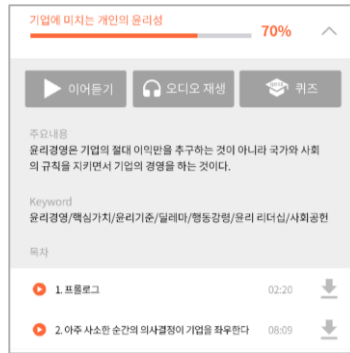 기업에 미치는 개인의 윤리성
70%
이어듣기
오디오 재생
퀴즈
주요내용
윤리경영은 기업의 절대 이익만을 추구하는 것이 아니라 국가와 사회
의 규칙을 지키면서 기업의 경영을 하는 것이다.
Keyword
윤리경영/핵심가치/윤리기준/딜레마/행동강령/윤리 리더십/사회공헌
목차
1. 프롤로그 02:20
2. 아주 사소한 순간의 의사결정이 기업을 좌우한다 08:09